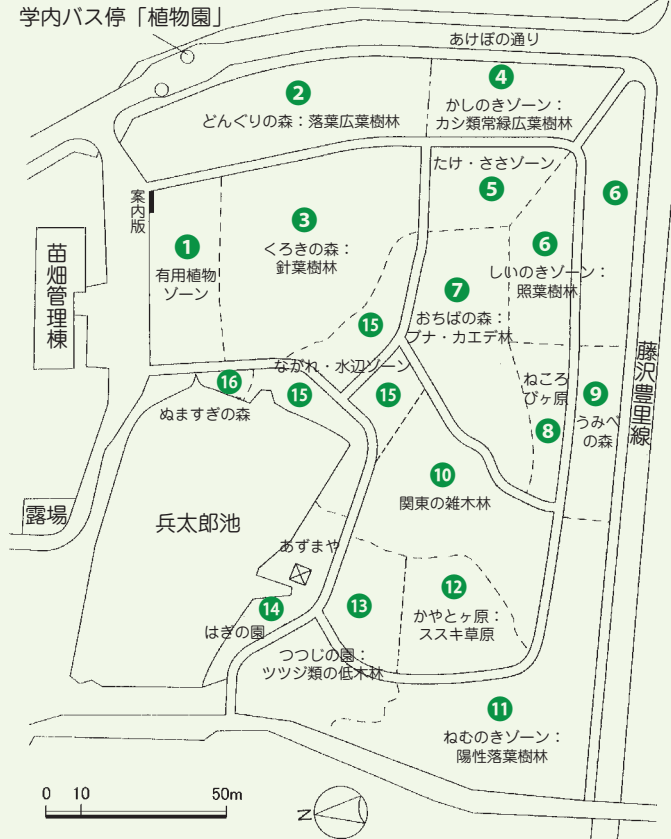 学内バス停「植物園」
あけぼの通り
2
どんぐりの森：落葉広葉樹林
4
かしのきゾーン：
カシ類常緑広葉樹林
たけ・ささゾーン
5
6
案内版
1
有用植物
ゾーン
3
くろきの森：
針葉樹林
6
しいのきゾーン：
照葉樹林
苗畑管理棟
7
おちばの森：
ブナ・カエデ林
15
ながれ・水辺ゾーン
16
ぬますぎの森
15
15
ねころ
びヶ原
8
9
うみべ
の森
藤沢豊里線
10
関東の雑木林
露場
兵太郎池
あずまや
14
はぎの園
13
つつじの園：
ツツジ類の低木林
12
かやとヶ原：
ススキ草原
11
ねむのきゾーン：
陽性落葉樹林
0 10 50m
N